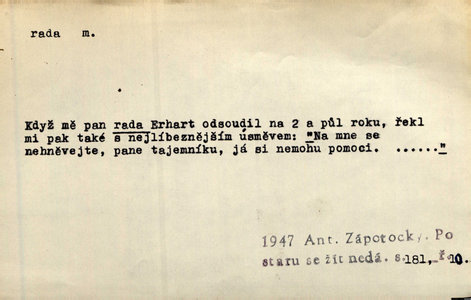 rada m.
Když mě pan rada Erhart odsoudil na 2 a půl roku, řekl
mi pak také s nejlíbeznějším úsměvem: "Na mne se
nehněvejte, pane tajemníku, já si nemohu pomoci. ......"
1947 Ant. Zápotocký. Po
staru se žít nedá. s.181, ř.10.